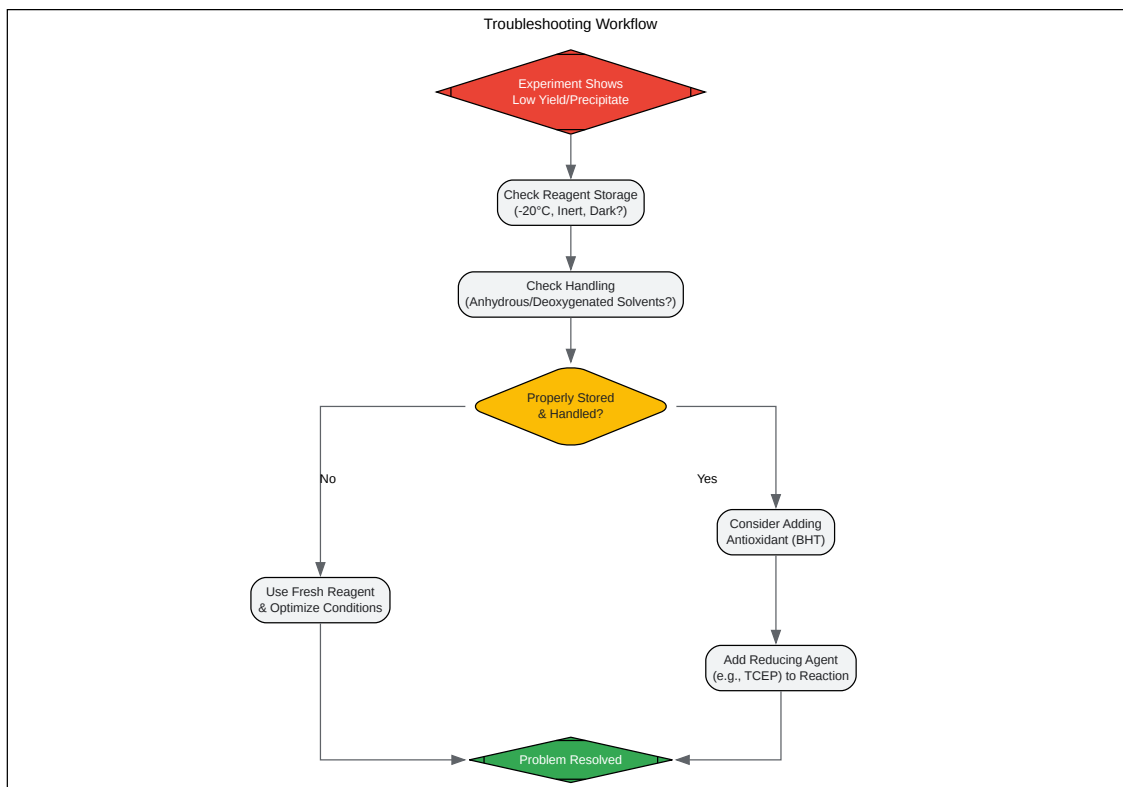 Troubleshooting Workflow
Experiment Shows
Low Yield/Precipitate
Check Reagent Storage
(-20°C, Inert, Dark?)
Check Handling
(Anhydrous/Deoxygenated Solvents?)
Properly Stored
& Handled?
No
Yes
Consider Adding
Antioxidant (BHT)
Use Fresh Reagent
& Optimize Conditions
Add Reducing Agent
(e.g., TCEP) to Reaction
Problem Resolved